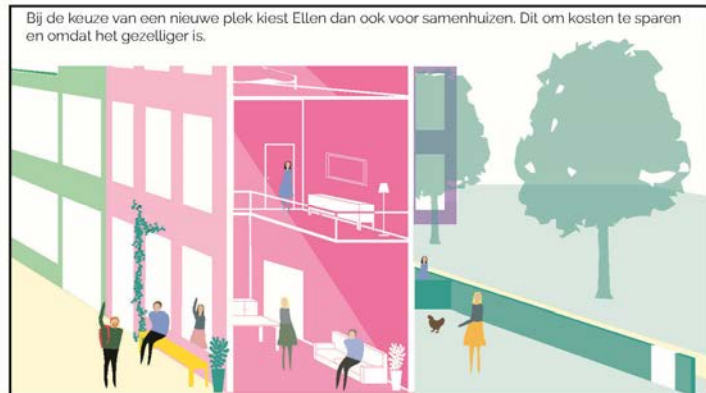 Bij de keuze van een nieuwe plek kiest Ellen dan ook voor samenhuizen. Dit om kosten te sparen
en omdat het gezelliger is.